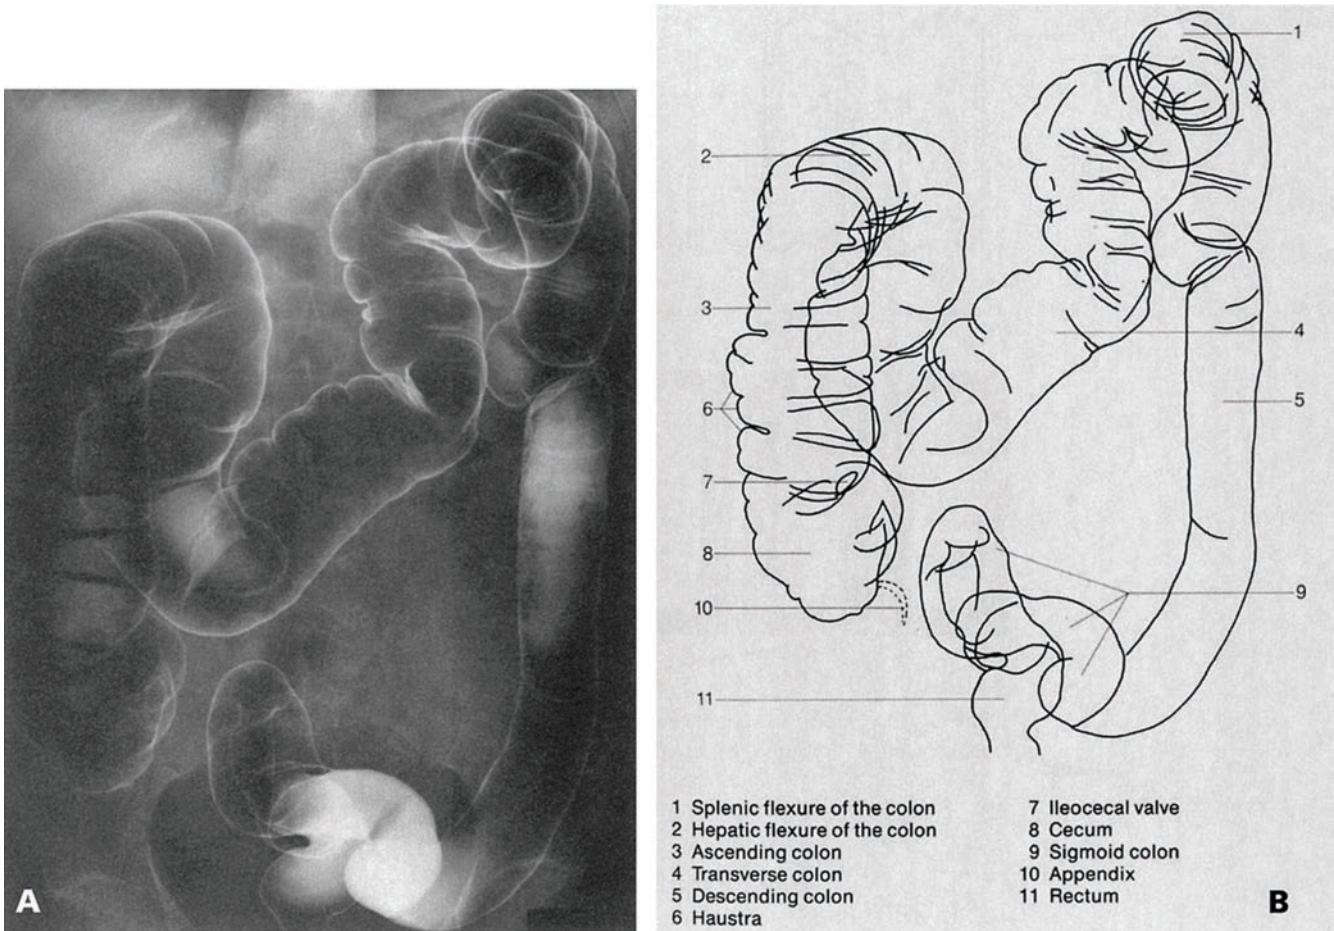 1
2
3
4
5
6
7
8
9
10
11
1 Splenic flexure of the colon
2 Hepatic flexure of the colon
3 Ascending colon
4 Transverse colon
5 Descending colon
6 Haustra
7 Ileocecal valve
8 Cecum
9 Sigmoid colon
10 Appendix
11 Rectum
A
B